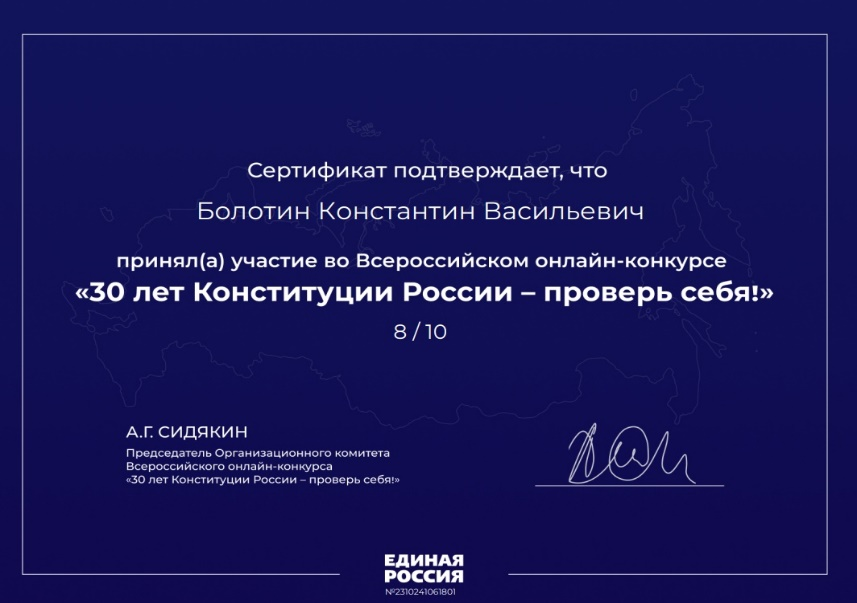 Сертификат подтверждает, что
Болотин Константин Васильевич
принял(а) участие во Всероссийском онлайн-конкурсе
«30 лет Конституции России – проверь себя!»
8 / 10
А.Г. СИДЯКИН
Председатель Организационного комитета
Всероссийского онлайн-конкурса
«30 лет Конституции России – проверь себя!»
ЕДИНАЯ
РОССИЯ
№2310241061801